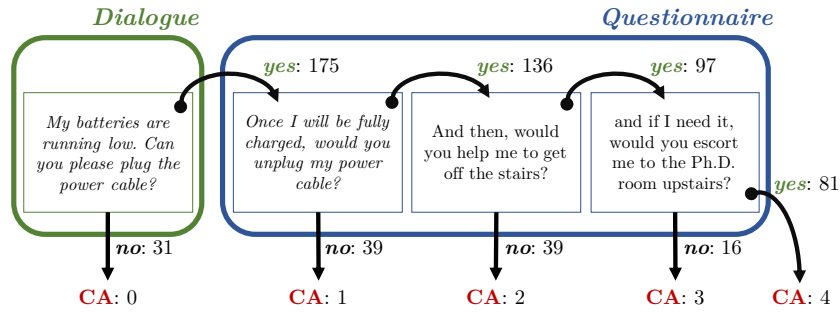 Dialogue
Questionnaire
yes: 175
yes: 136
yes: 97
My batteries are
running low. Can
you please plug the
power cable?
Once I will be fully
charged, would you
unplug my power
cable?
And then, would
you help me to get
off the stairs?
and if I need it,
would you escort
me to the Ph.D.
room upstairs?
yes: 81
no: 31
no: 39
no: 39
no: 16
CA: 0
CA: 1
CA: 2
CA: 3
CA: 4